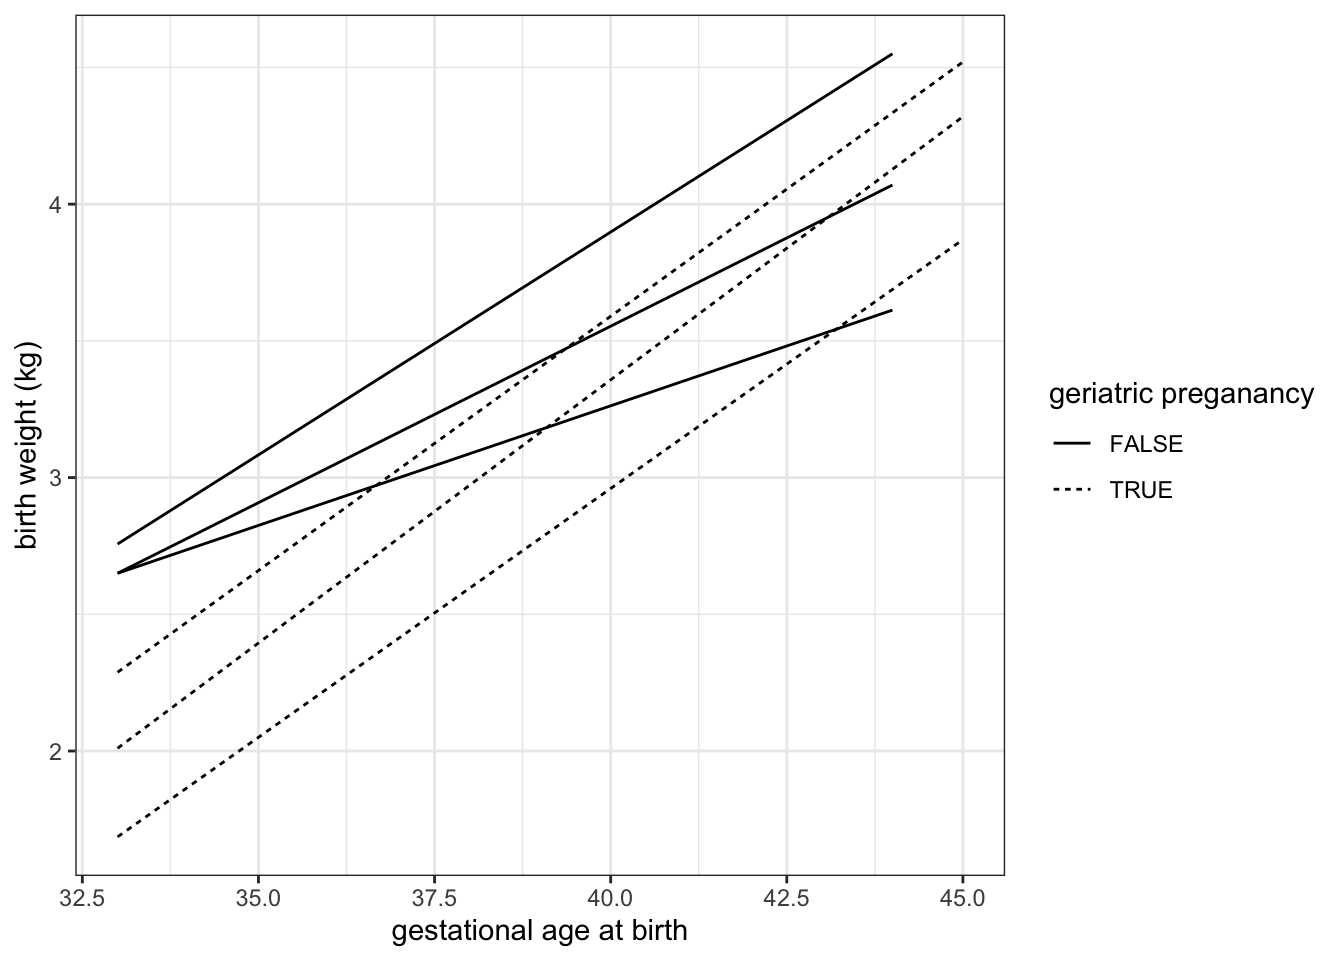 4
3
2
birth weight (kg)
32.5 35.0 37.5 40.0 42.5 45.0
gestational age at birth
geriatric preganancy
FALSE
TRUE